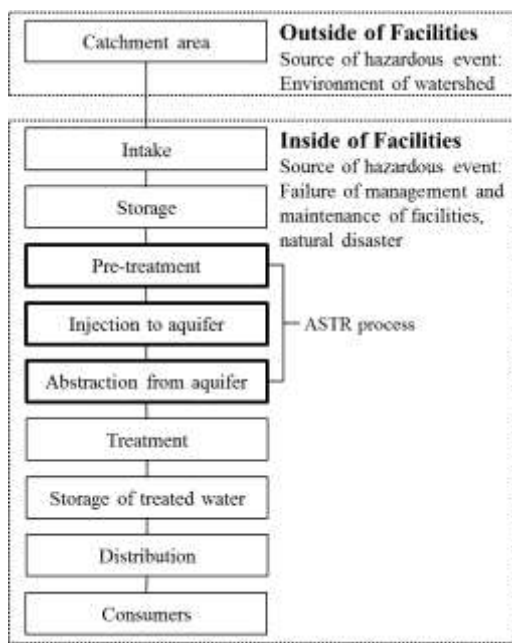 Catchment area
Outside of Facilities
Source of hazardous event:
Environment of watershed
Intake
Storage
Inside of Facilities
Source of hazardous event:
Failure of management and
maintenance of facilities,
natural disaster
Pre-treatment
Injection to aquifer
Abstraction from aquifer
ASTR process
Treatment
Storage of treated water
Distribution
Consumers